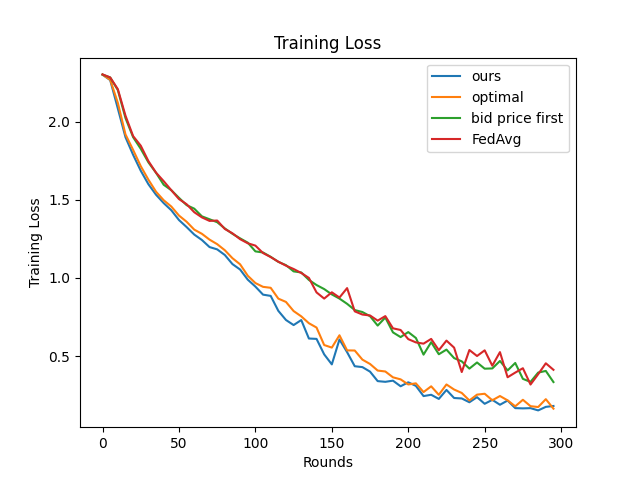 Training Loss
ours
optimal
bid price first
FedAvg
Training Loss
2.0
1.5
1.0
0.5
0
50
100
150
200
250
300
Rounds